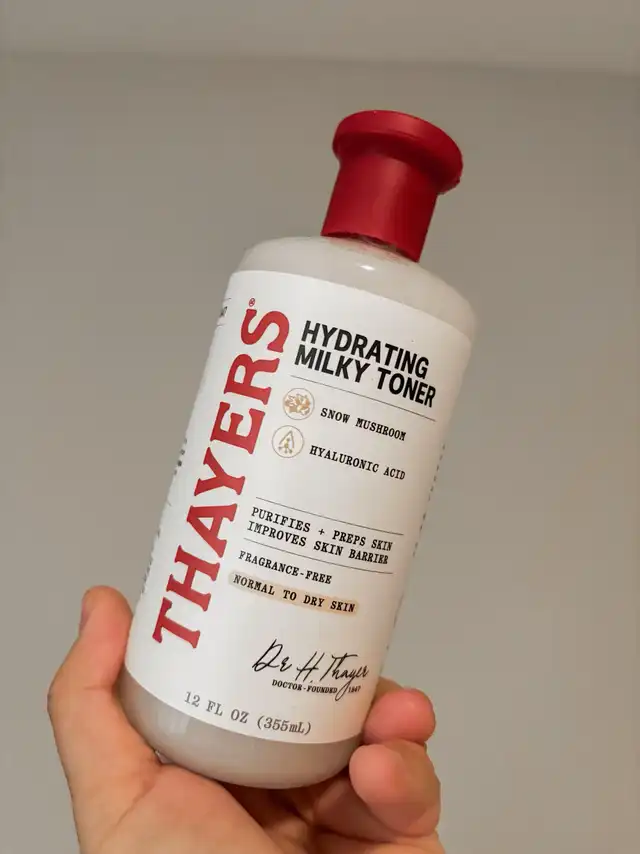 THAYERS®
HYDRATING
MILKY TONER
SNOW MUSHROOM
HYALURONIC ACID
PURIFIES + PREPS SKIN
IMPROVES SKIN BARRIER
FRAGRANCE-FREE
NORMAL TO DRY SKIN
Dr H. Thayer
DOCTOR-FOUNDED 1847
12 FL OZ (355mL)